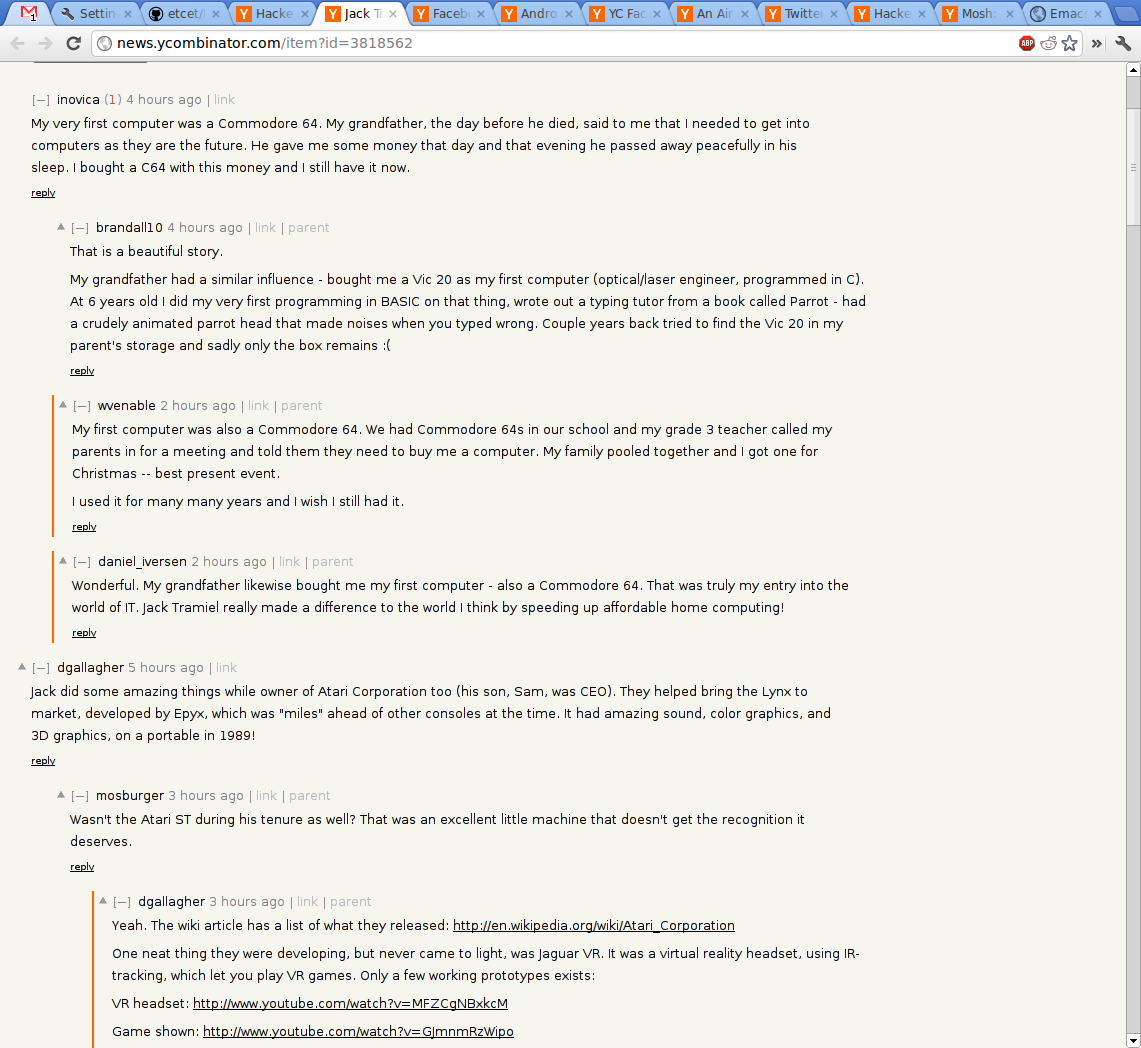 1 Settin etcet/ Hacke Jack Tr Faceb Andro YC Fac An Air Twitte Hacke Mosh: Emacs
news.ycombinator.com/item?id=3818562 ABP »
[−] inovica (1) 4 hours ago | link
My very first computer was a Commodore 64. My grandfather, the day before he died, said to me that I needed to get into
computers as they are the future. He gave me some money that day and that evening he passed away peacefully in his
sleep. I bought a C64 with this money and I still have it now.
reply
[−] brandall10 4 hours ago | link | parent
That is a beautiful story.
My grandfather had a similar influence - bought me a Vic 20 as my first computer (optical/laser engineer, programmed in C).
At 6 years old I did my very first programming in BASIC on that thing, wrote out a typing tutor from a book called Parrot - had
a crudely animated parrot head that made noises when you typed wrong. Couple years back tried to find the Vic 20 in my
parent's storage and sadly only the box remains :(
reply
[−] wvenable 2 hours ago | link | parent
My first computer was also a Commodore 64. We had Commodore 64s in our school and my grade 3 teacher called my
parents in for a meeting and told them they need to buy me a computer. My family pooled together and I got one for
Christmas -- best present event.
I used it for many many years and I wish I still had it.
reply
[−] daniel_iversen 2 hours ago | link | parent
Wonderful. My grandfather likewise bought me my first computer - also a Commodore 64. That was truly my entry into the
world of IT. Jack Tramiel really made a difference to the world I think by speeding up affordable home computing!
reply
[−] dgallagher 5 hours ago | link
Jack did some amazing things while owner of Atari Corporation too (his son, Sam, was CEO). They helped bring the Lynx to
market, developed by Epyx, which was "miles" ahead of other consoles at the time. It had amazing sound, color graphics, and
3D graphics, on a portable in 1989!
reply
[−] mosburger 3 hours ago | link | parent
Wasn't the Atari ST during his tenure as well? That was an excellent little machine that doesn't get the recognition it
deserves.
reply
[−] dgallagher 3 hours ago | link | parent
Yeah. The wiki article has a list of what they released: http://en.wikipedia.org/wiki/Atari_Corporation
One neat thing they were developing, but never came to light, was Jaguar VR. It was a virtual reality headset, using IR-
tracking, which let you play VR games. Only a few working prototypes exists:
VR headset: http://www.youtube.com/watch?v=MFZCgNBxkcM
Game shown: http://www.youtube.com/watch?v=GJmnmRzWipo